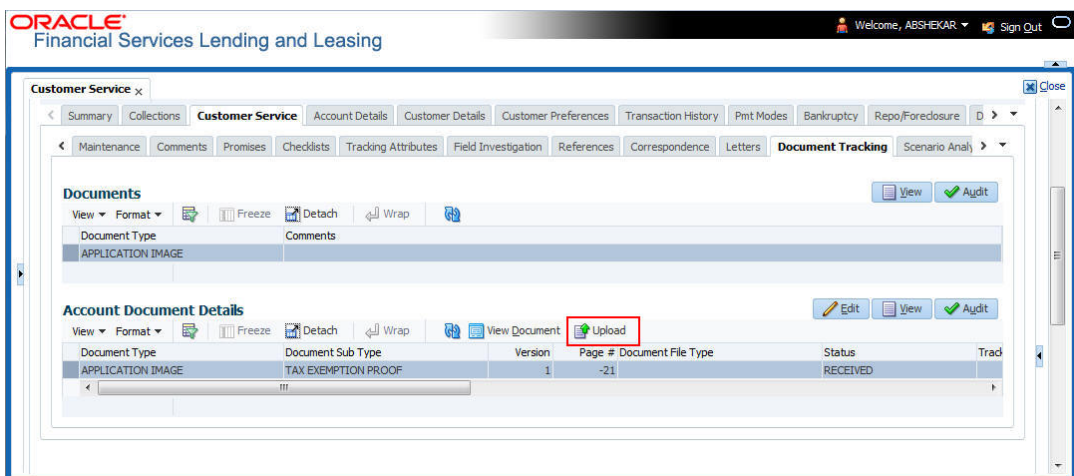 ORACLE
Financial Services Lending and Leasing
Welcome, ABSHEKAR
Sign Out
Close
Customer Service x
Summary Collections Customer Service Account Details Customer Details Customer Preferences Transaction History Pmt Modes Bankruptcy Repo/Foreclosure D
Maintenance Comments Promises Checklists Tracking Attributes Field Investigation References Correspondence Letters Document Tracking Scenario Analy
Documents View Audit
View Format Freeze Detach Wrap
Document Type Comments
APPLICATION IMAGE
Account Document Details Edit View Audit
View Format Freeze Detach Wrap View Document Upload
Document Type Document Sub Type Version Page # Document File Type Status Track
APPLICATION IMAGE TAX EXEMPTION PROOF 1 -21 RECEIVED